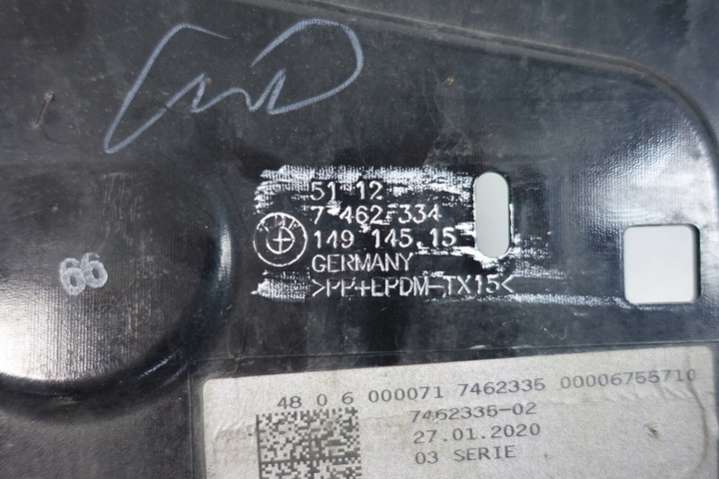 51 12
7 462 334
149 145.15
GERMANY
>PP+EPDM-TX15<
66
48 0 6 000071 7462335 00006755710
7462335-02
27.01.2020
03 SERIE